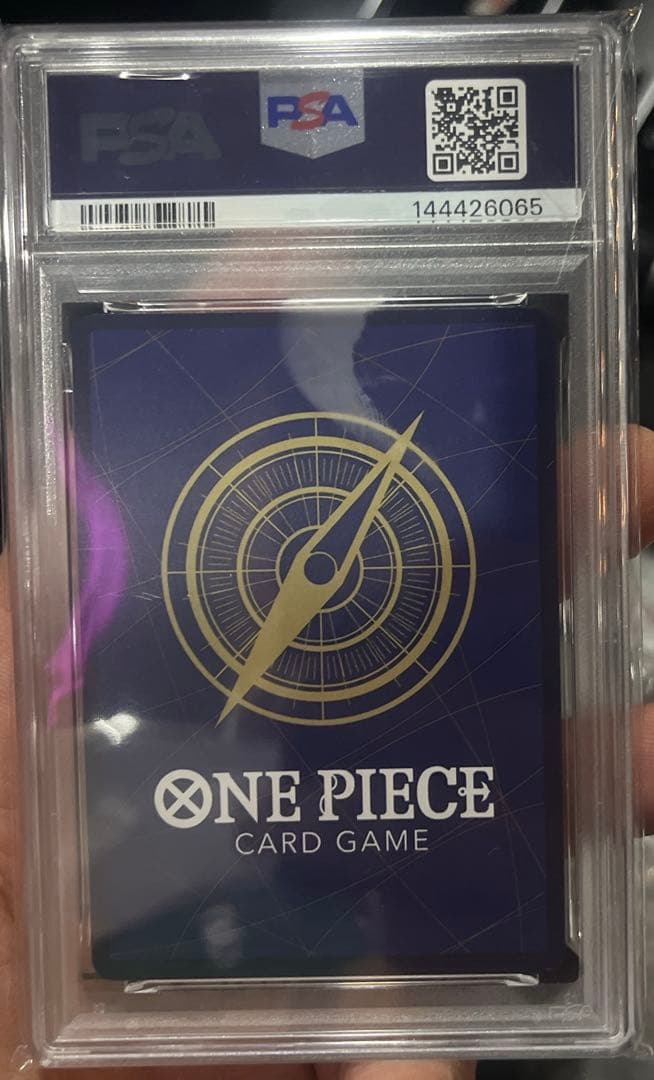 PSA
PSA
144426065
ONE PIECE
CARD GAME